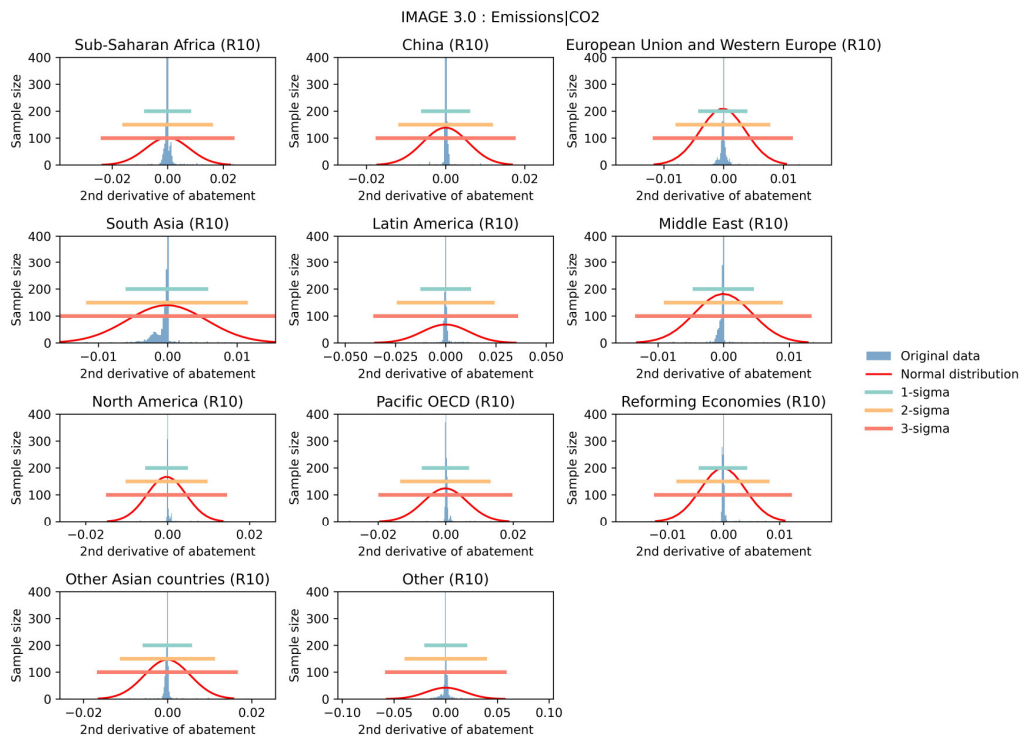 IMAGE 3.0 : Emissions|CO2
Sub-Saharan Africa (R10)
400
300
200
100
0
Sample size
−0.02 0.00 0.02
2nd derivative of abatement
China (R10)
400
300
200
100
0
Sample size
−0.02 0.00 0.02
2nd derivative of abatement
European Union and Western Europe (R10)
400
300
200
100
0
Sample size
−0.01 0.00 0.01
2nd derivative of abatement
South Asia (R10)
400
300
200
100
0
Sample size
−0.01 0.00 0.01
2nd derivative of abatement
Latin America (R10)
400
300
200
100
0
Sample size
−0.050 −0.025 0.000 0.025 0.050
2nd derivative of abatement
Middle East (R10)
400
300
200
100
0
Sample size
−0.01 0.00 0.01
2nd derivative of abatement
Original data
Normal distribution
1-sigma
2-sigma
3-sigma
North America (R10)
400
300
200
100
0
Sample size
−0.02 0.00 0.02
2nd derivative of abatement
Pacific OECD (R10)
400
300
200
100
0
Sample size
−0.02 0.00 0.02
2nd derivative of abatement
Reforming Economies (R10)
400
300
200
100
0
Sample size
−0.01 0.00 0.01
2nd derivative of abatement
Other Asian countries (R10)
400
300
200
100
0
Sample size
−0.02 0.00 0.02
2nd derivative of abatement
Other (R10)
400
300
200
100
0
Sample size
−0.10 −0.05 0.00 0.05 0.10
2nd derivative of abatement